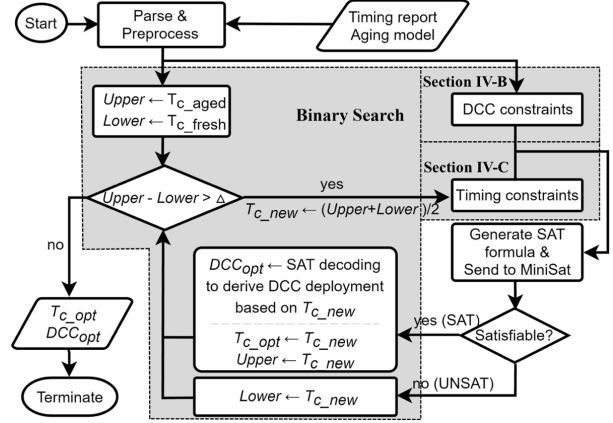 Start
Parse &
Preprocess
Timing report
Aging model
Upper ← Tc_aged
Lower ← Tc_fresh
Binary Search
Section IV-B
DCC constraints
Section IV-C
Timing constraints
Upper - Lower > Δ
yes
Tc_new ← (Upper+Lower )/2
no
Generate SAT
formula &
Send to MiniSat
DCCopt ← SAT decoding
to derive DCC deployment
based on Tc_new
Tc_opt ← Tc_new
Upper ← Tc_new
yes (SAT)
Satisfiable?
Tc_opt
DCCopt
Terminate
Lower ← Tc_new
no (UNSAT)